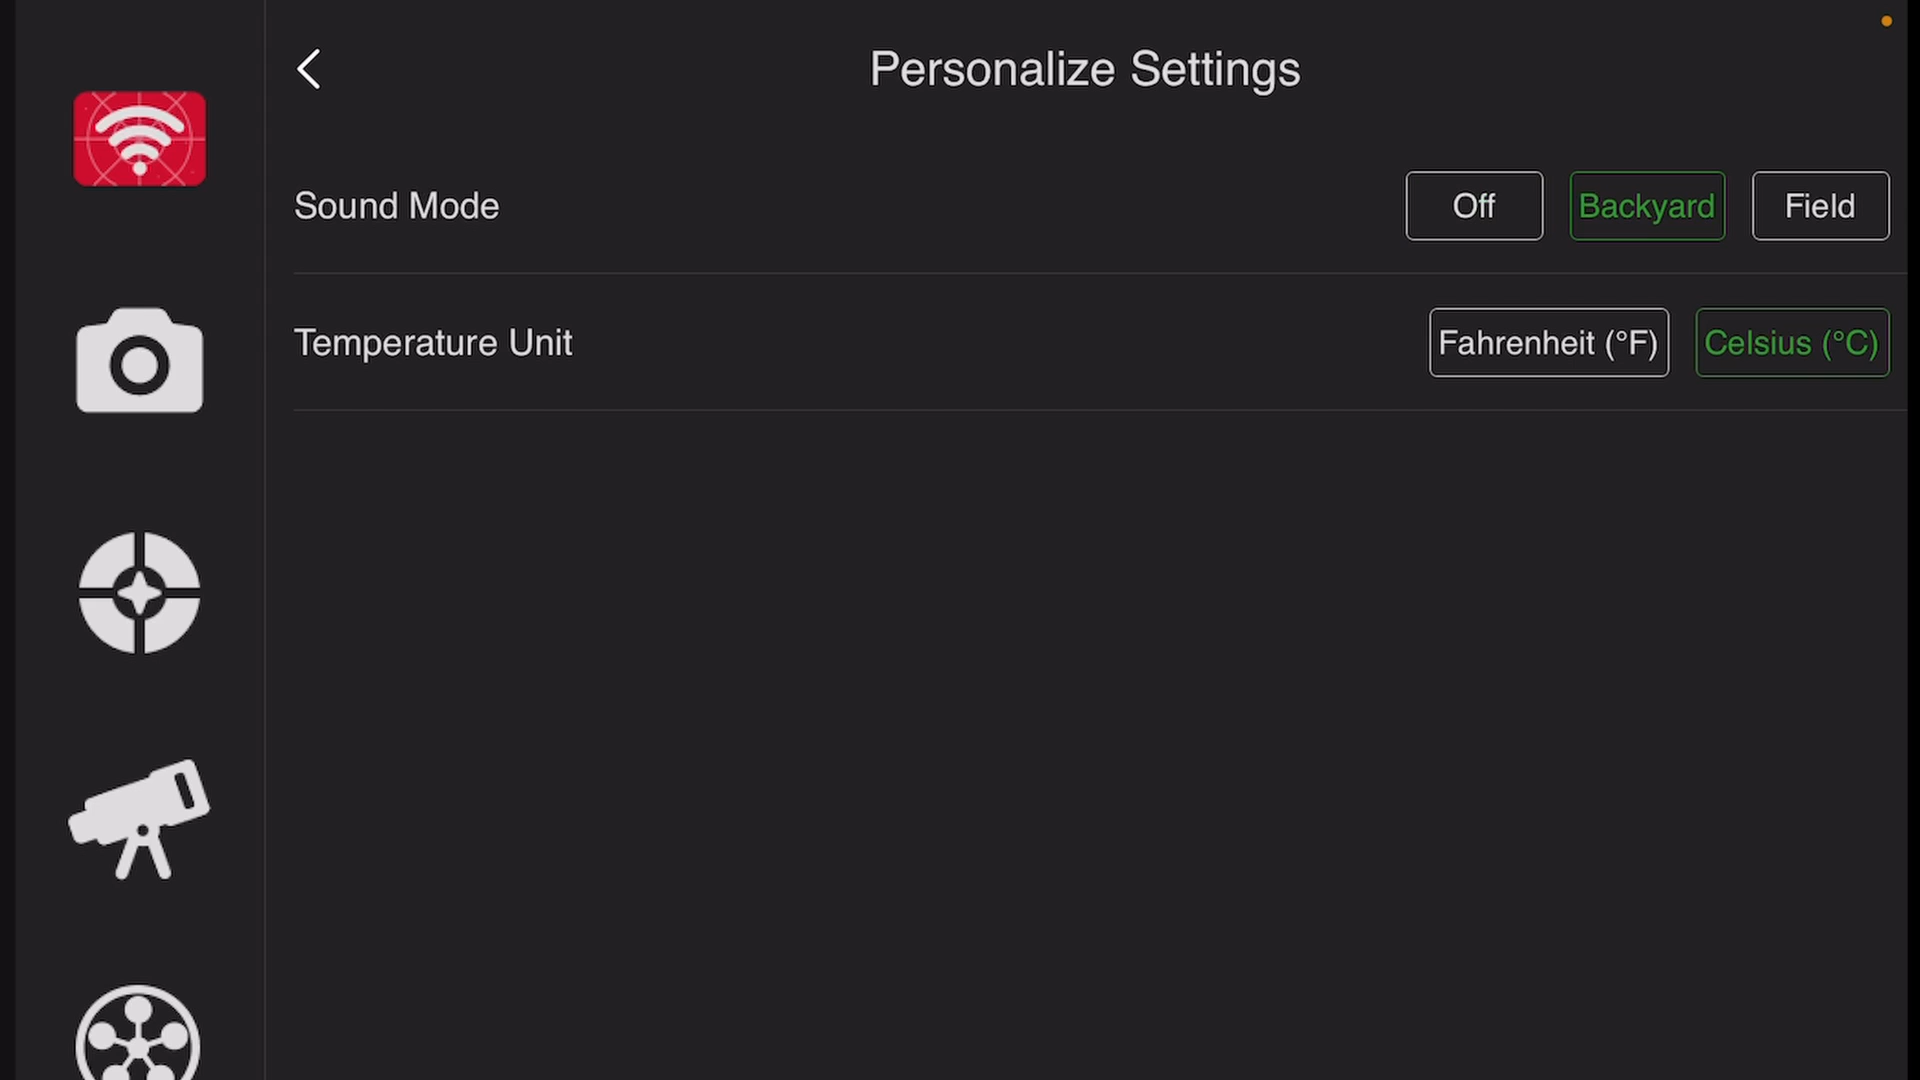 Personalize Settings
Sound Mode Off Backyard Field
Temperature Unit Fahrenheit (°F) Celsius (°C)